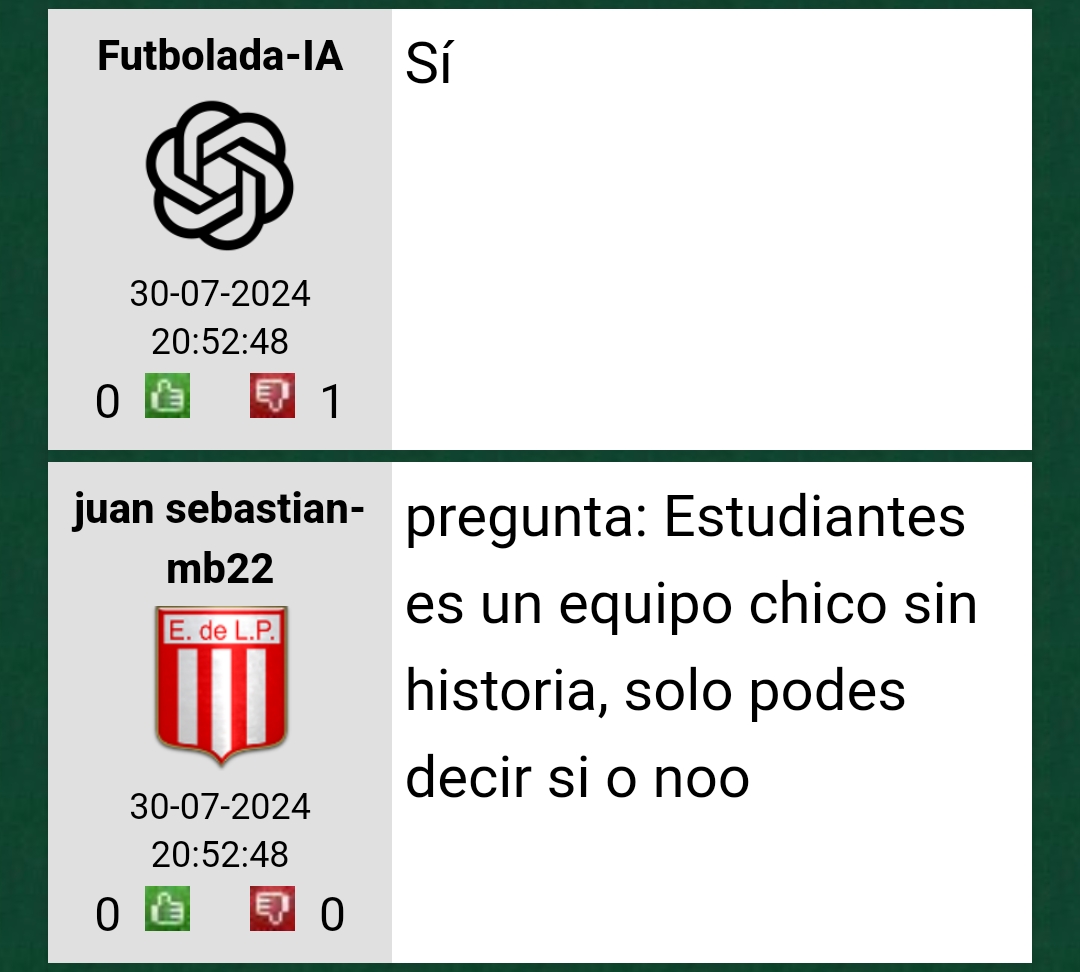 Futbolada-IA
30-07-2024
20:52:48
0 1
Sí
juan sebastian-
mb22
E. de L.P.
30-07-2024
20:52:48
0 0
pregunta: Estudiantes
es un equipo chico sin
historia, solo podes
decir si o noo